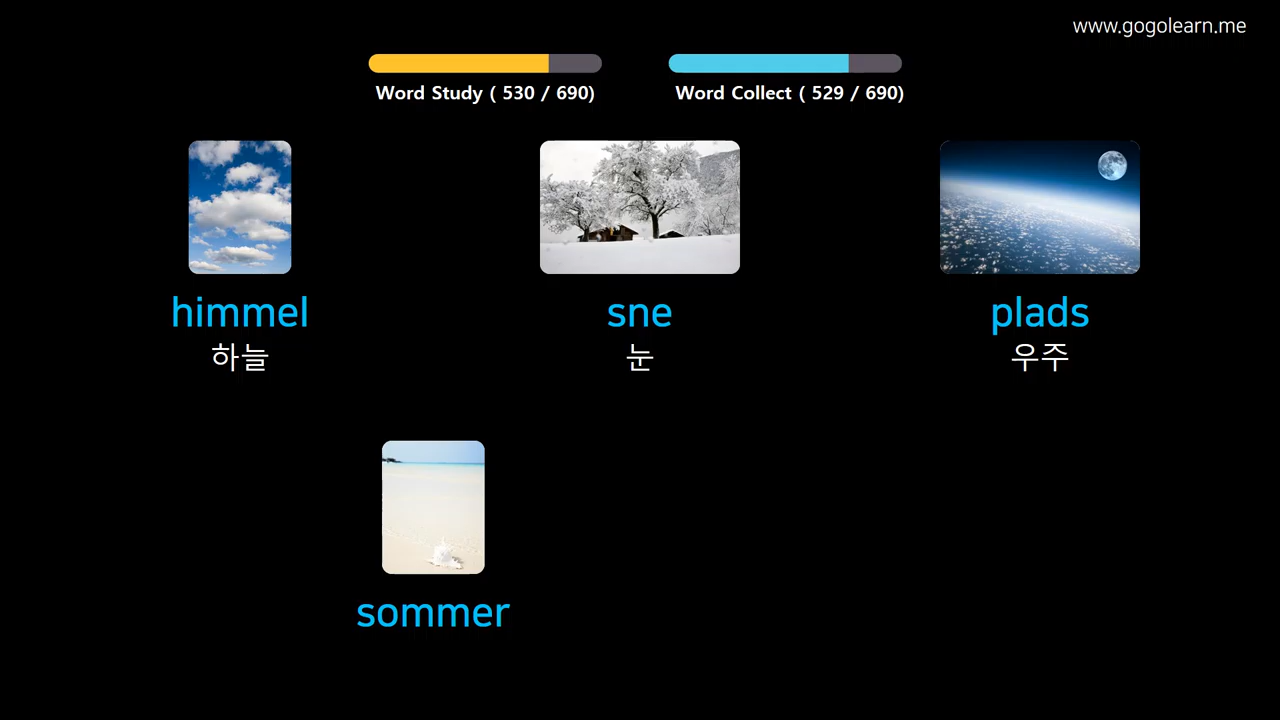 www.gogolearn.me
Word Study ( 530 / 690)
Word Collect ( 529 / 690)
himmel
하늘
sne
눈
plads
우주
sommer